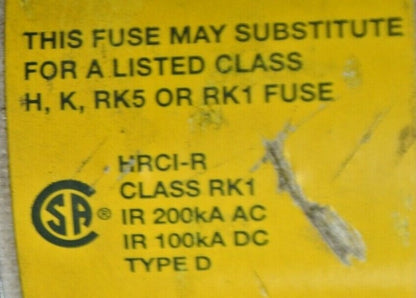 THIS FUSE MAY SUBSTITUTE
FOR A LISTED CLASS
H, K, RK5 OR RK1 FUSE
HRCI-R
CLASS RK1
SA ®
IR 200kA AC
IR 100kA DC
TYPE D